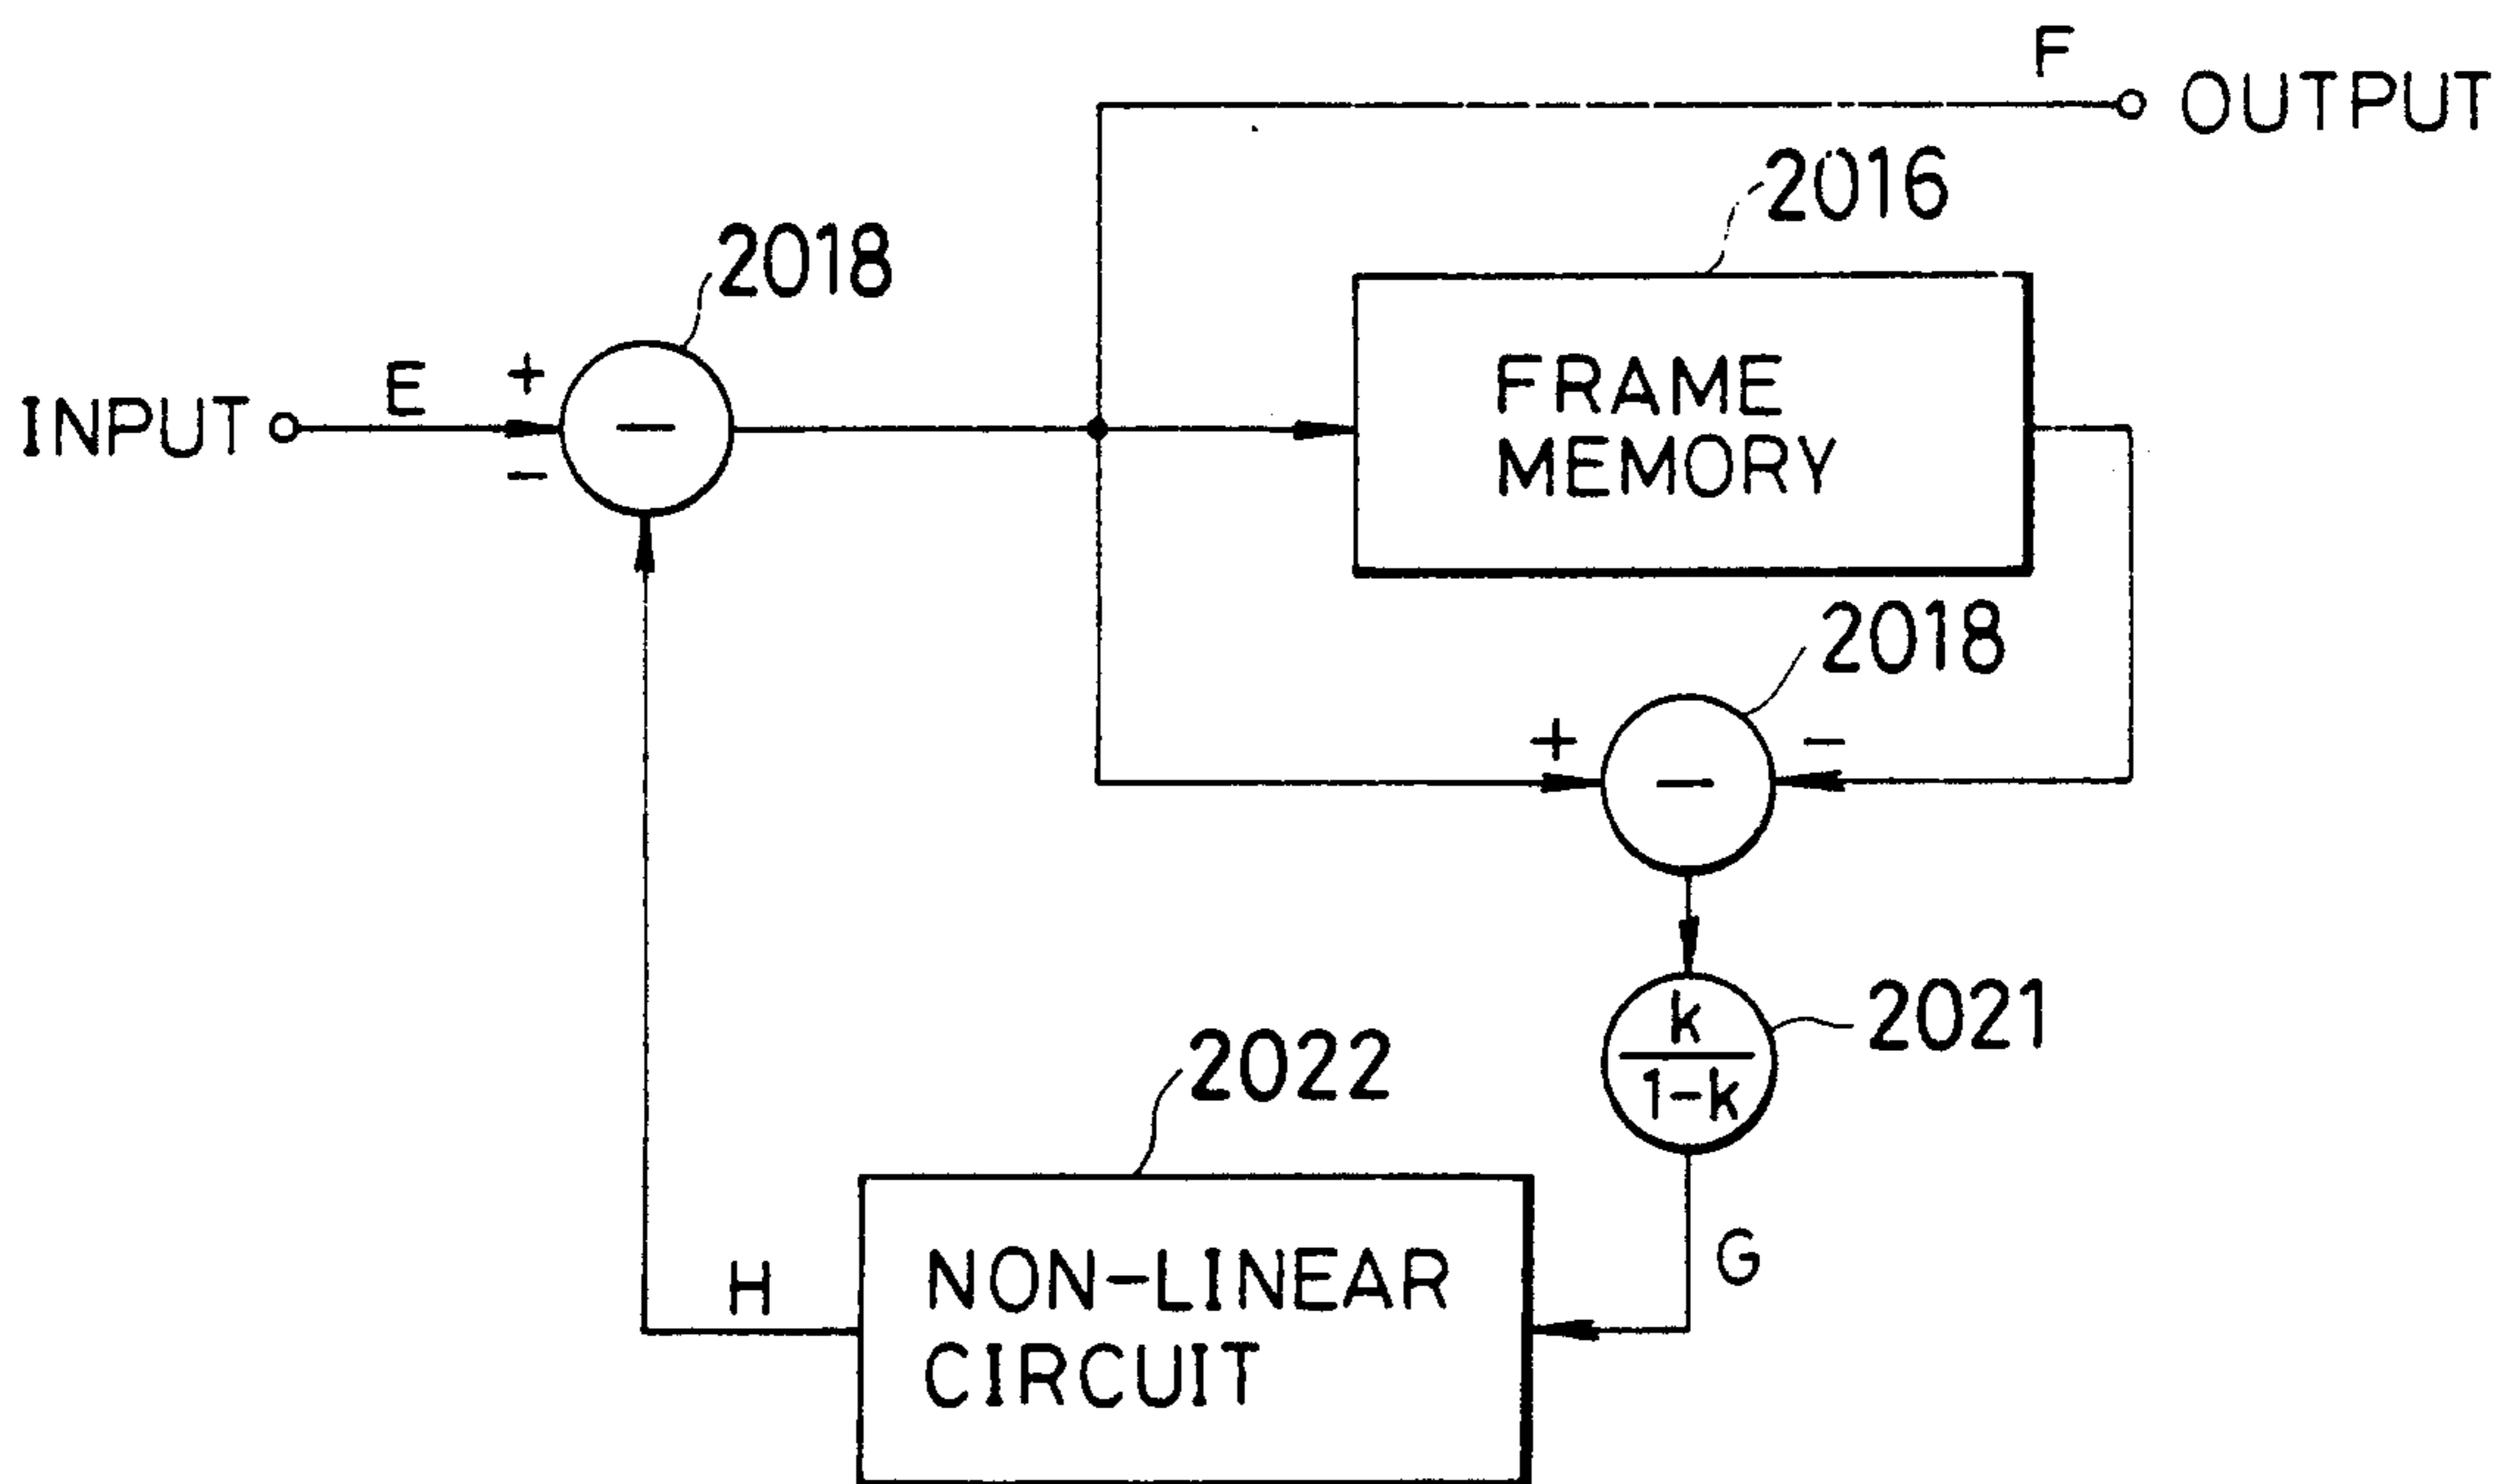 F
OUTPUT
2016
2018
E
+
INPUT
−
−
FRAME
MEMORY
2018
+
−
−
k
1−k
2021
2022
G
NON-LINEAR
CIRCUIT
H